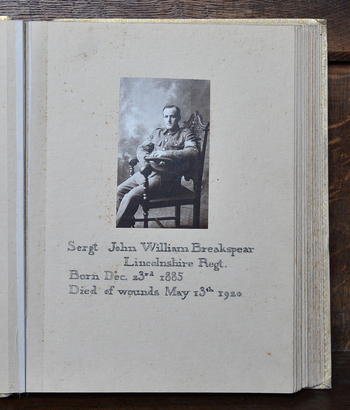 Sergt John William Breakspear
Lincolnshire Regt.
Born Dec. 23rd 1885
Died of wounds May 13th 1920